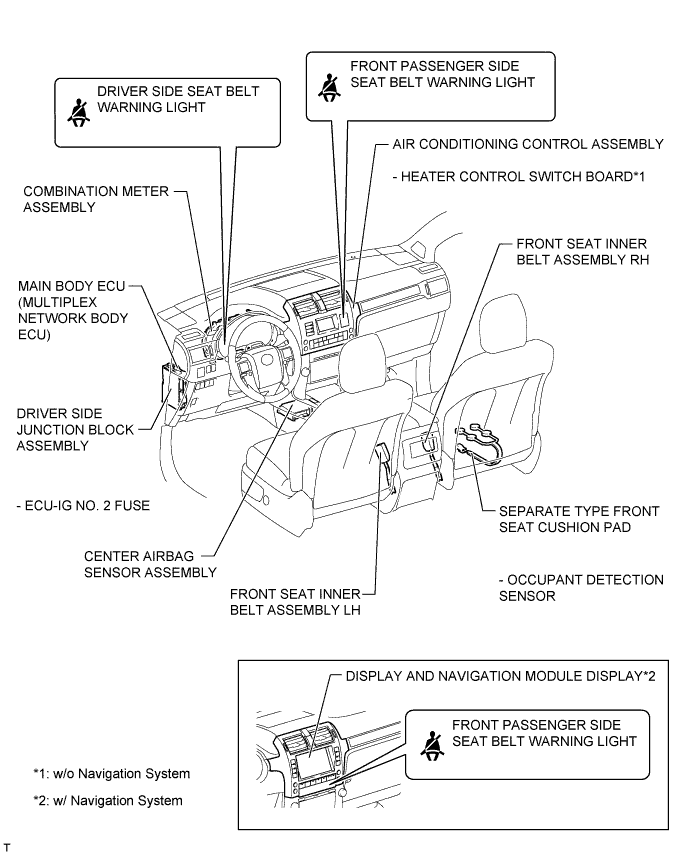 FRONT PASSENGER SIDE
SEAT BELT WARNING LIGHT
DRIVER SIDE SEAT BELT
WARNING LIGHT
AIR CONDITIONING CONTROL ASSEMBLY
- HEATER CONTROL SWITCH BOARD*1
COMBINATION METER
ASSEMBLY
FRONT SEAT INNER
BELT ASSEMBLY RH
MAIN BODY ECU
(MULTIPLEX
NETWORK BODY
ECU)
DRIVER SIDE
JUNCTION BLOCK
ASSEMBLY
- ECU-IG NO. 2 FUSE
SEPARATE TYPE FRONT
SEAT CUSHION PAD
- OCCUPANT DETECTION
SENSOR
CENTER AIRBAG
SENSOR ASSEMBLY
FRONT SEAT INNER
BELT ASSEMBLY LH
DISPLAY AND NAVIGATION MODULE DISPLAY*2
FRONT PASSENGER SIDE
SEAT BELT WARNING LIGHT
*1: w/o Navigation System
*2: w/ Navigation System
T